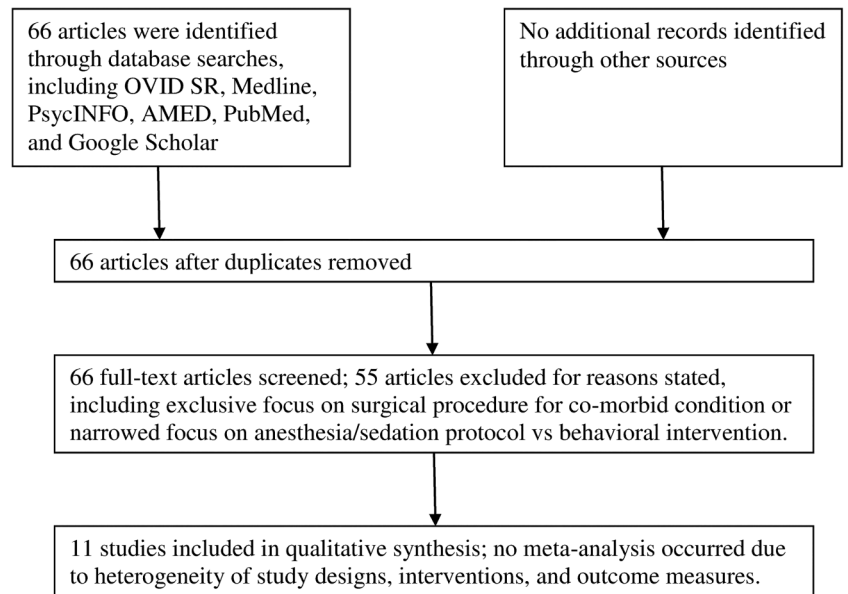 66 articles were identified
through database searches,
including OVID SR, Medline,
PsycINFO, AMED, PubMed,
and Google Scholar
No additional records identified
through other sources
66 articles after duplicates removed
66 full-text articles screened; 55 articles excluded for reasons stated,
including exclusive focus on surgical procedure for co-morbid condition or
narrowed focus on anesthesia/sedation protocol vs behavioral intervention.
11 studies included in qualitative synthesis; no meta-analysis occurred due
to heterogeneity of study designs, interventions, and outcome measures.